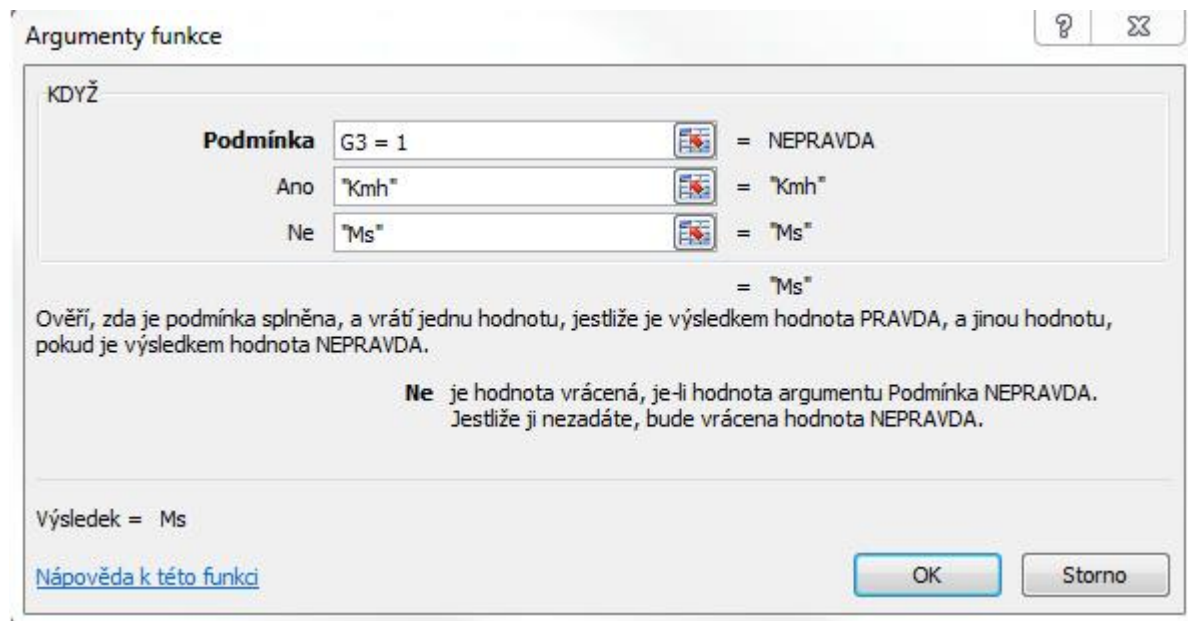 Argumenty funkce
KDYŽ
Podmínka G3 = 1 = NEPRAVDA
Ano "Kmh" = "Kmh"
Ne "Ms" = "Ms"
= "Ms"
Ověří, zda je podmínka splněna, a vrátí jednu hodnotu, jestliže je výsledkem hodnota PRAVDA, a jinou hodnotu,
pokud je výsledkem hodnota NEPRAVDA.
Ne je hodnota vrácená, je-li hodnota argumentu Podmínka NEPRAVDA.
Jestliže ji nezadáte, bude vrácena hodnota NEPRAVDA.
Výsledek = Ms
Nápověda k této funkci
OK Storno